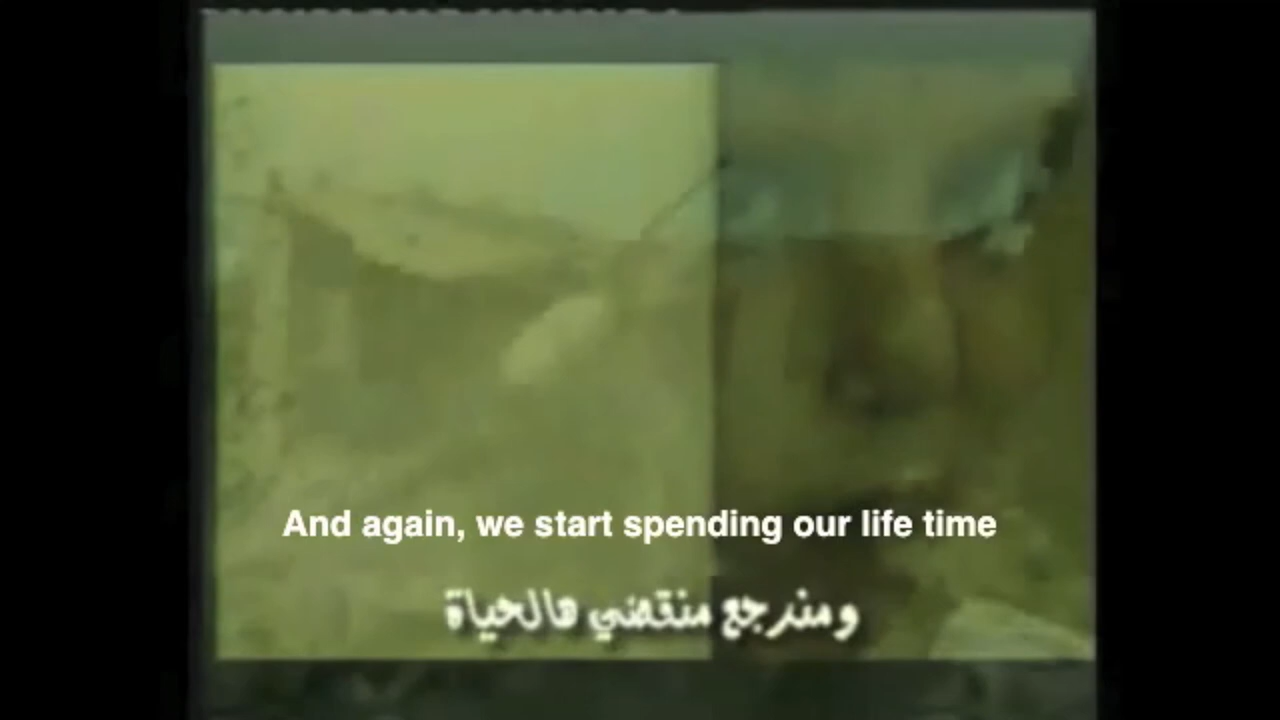 And again, we start spending our life time
ومنرجع منقضي هالحياة